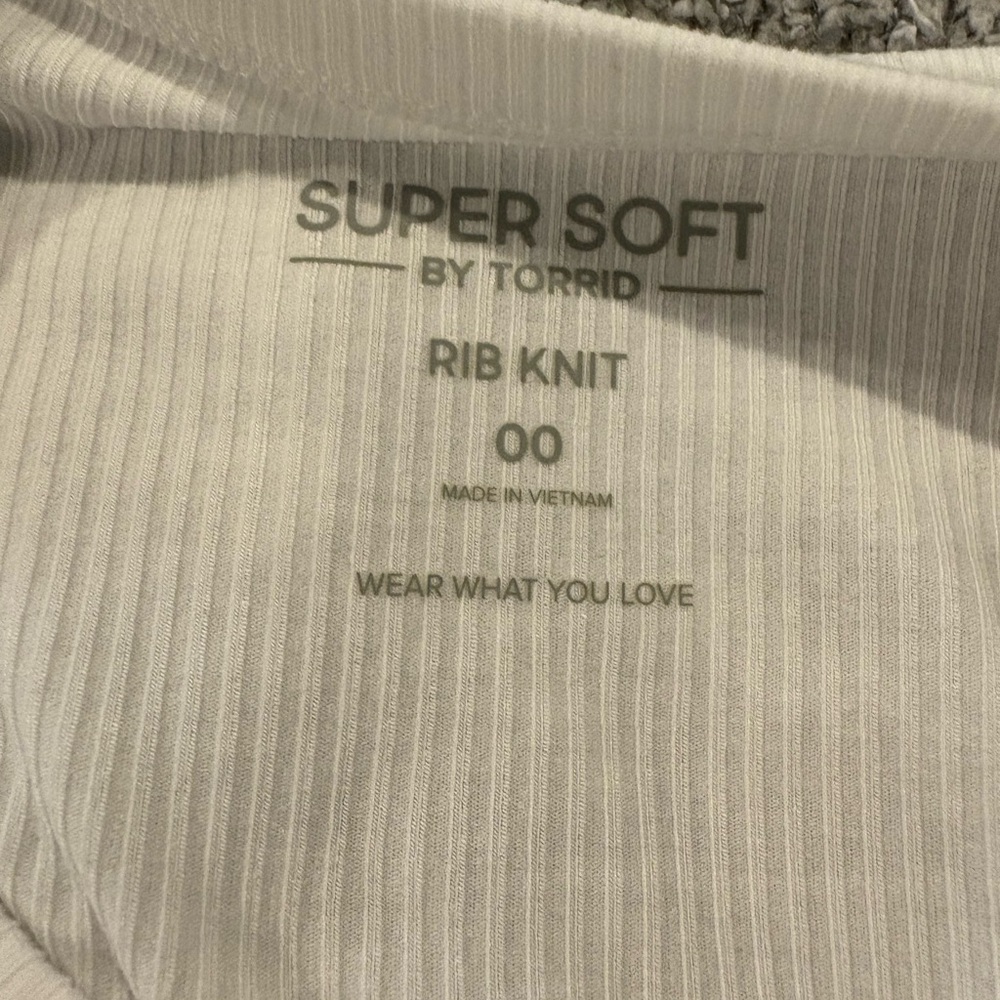 SUPER SOFT
BY TORRID
RIB KNIT
00
MADE IN VIETNAM
WEAR WHAT YOU LOVE